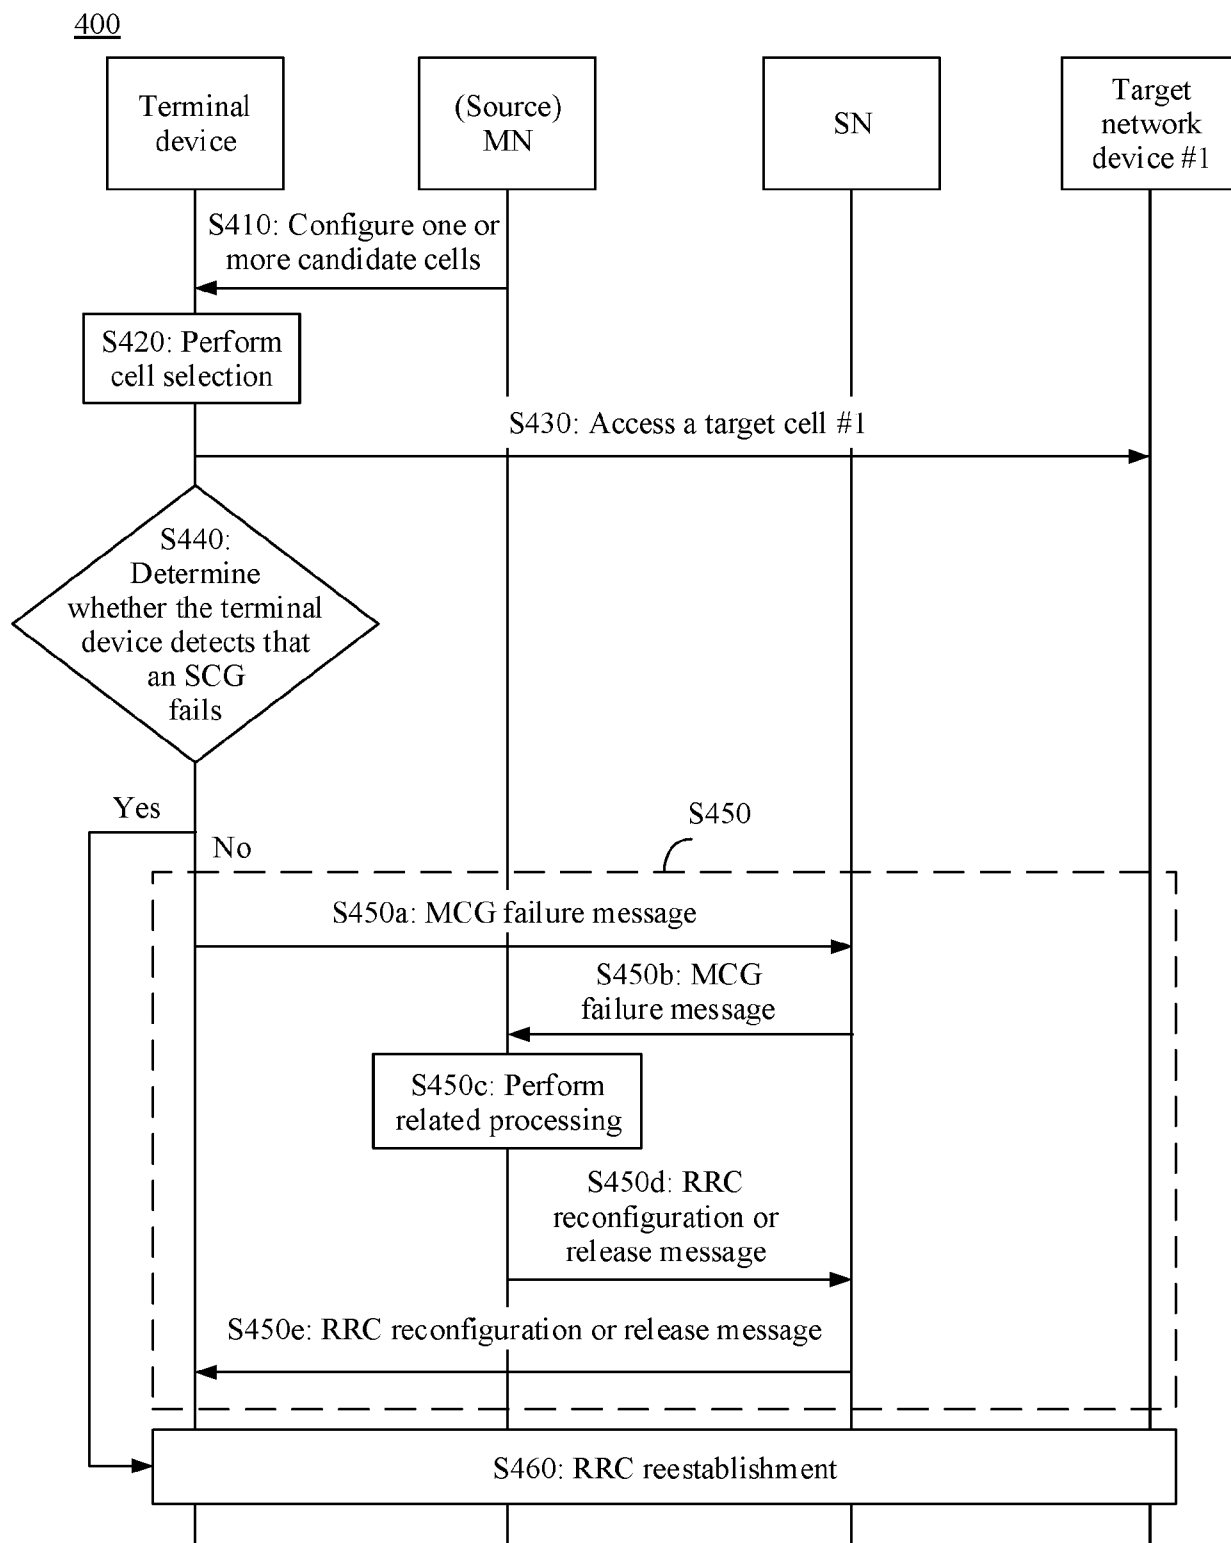 400
Terminal
device
(Source)
MN
SN
Target
network
device #1
S410: Configure one or
more candidate cells
S420: Perform
cell selection
S430: Access a target cell #1
S440:
Determine
whether the terminal
device detects that
an SCG
fails
Yes
No
S450
S450a: MCG failure message
S450b: MCG
failure message
S450c: Perform
related processing
S450d: RRC
reconfiguration or
release message
S450e: RRC reconfiguration or release message
S460: RRC reestablishment